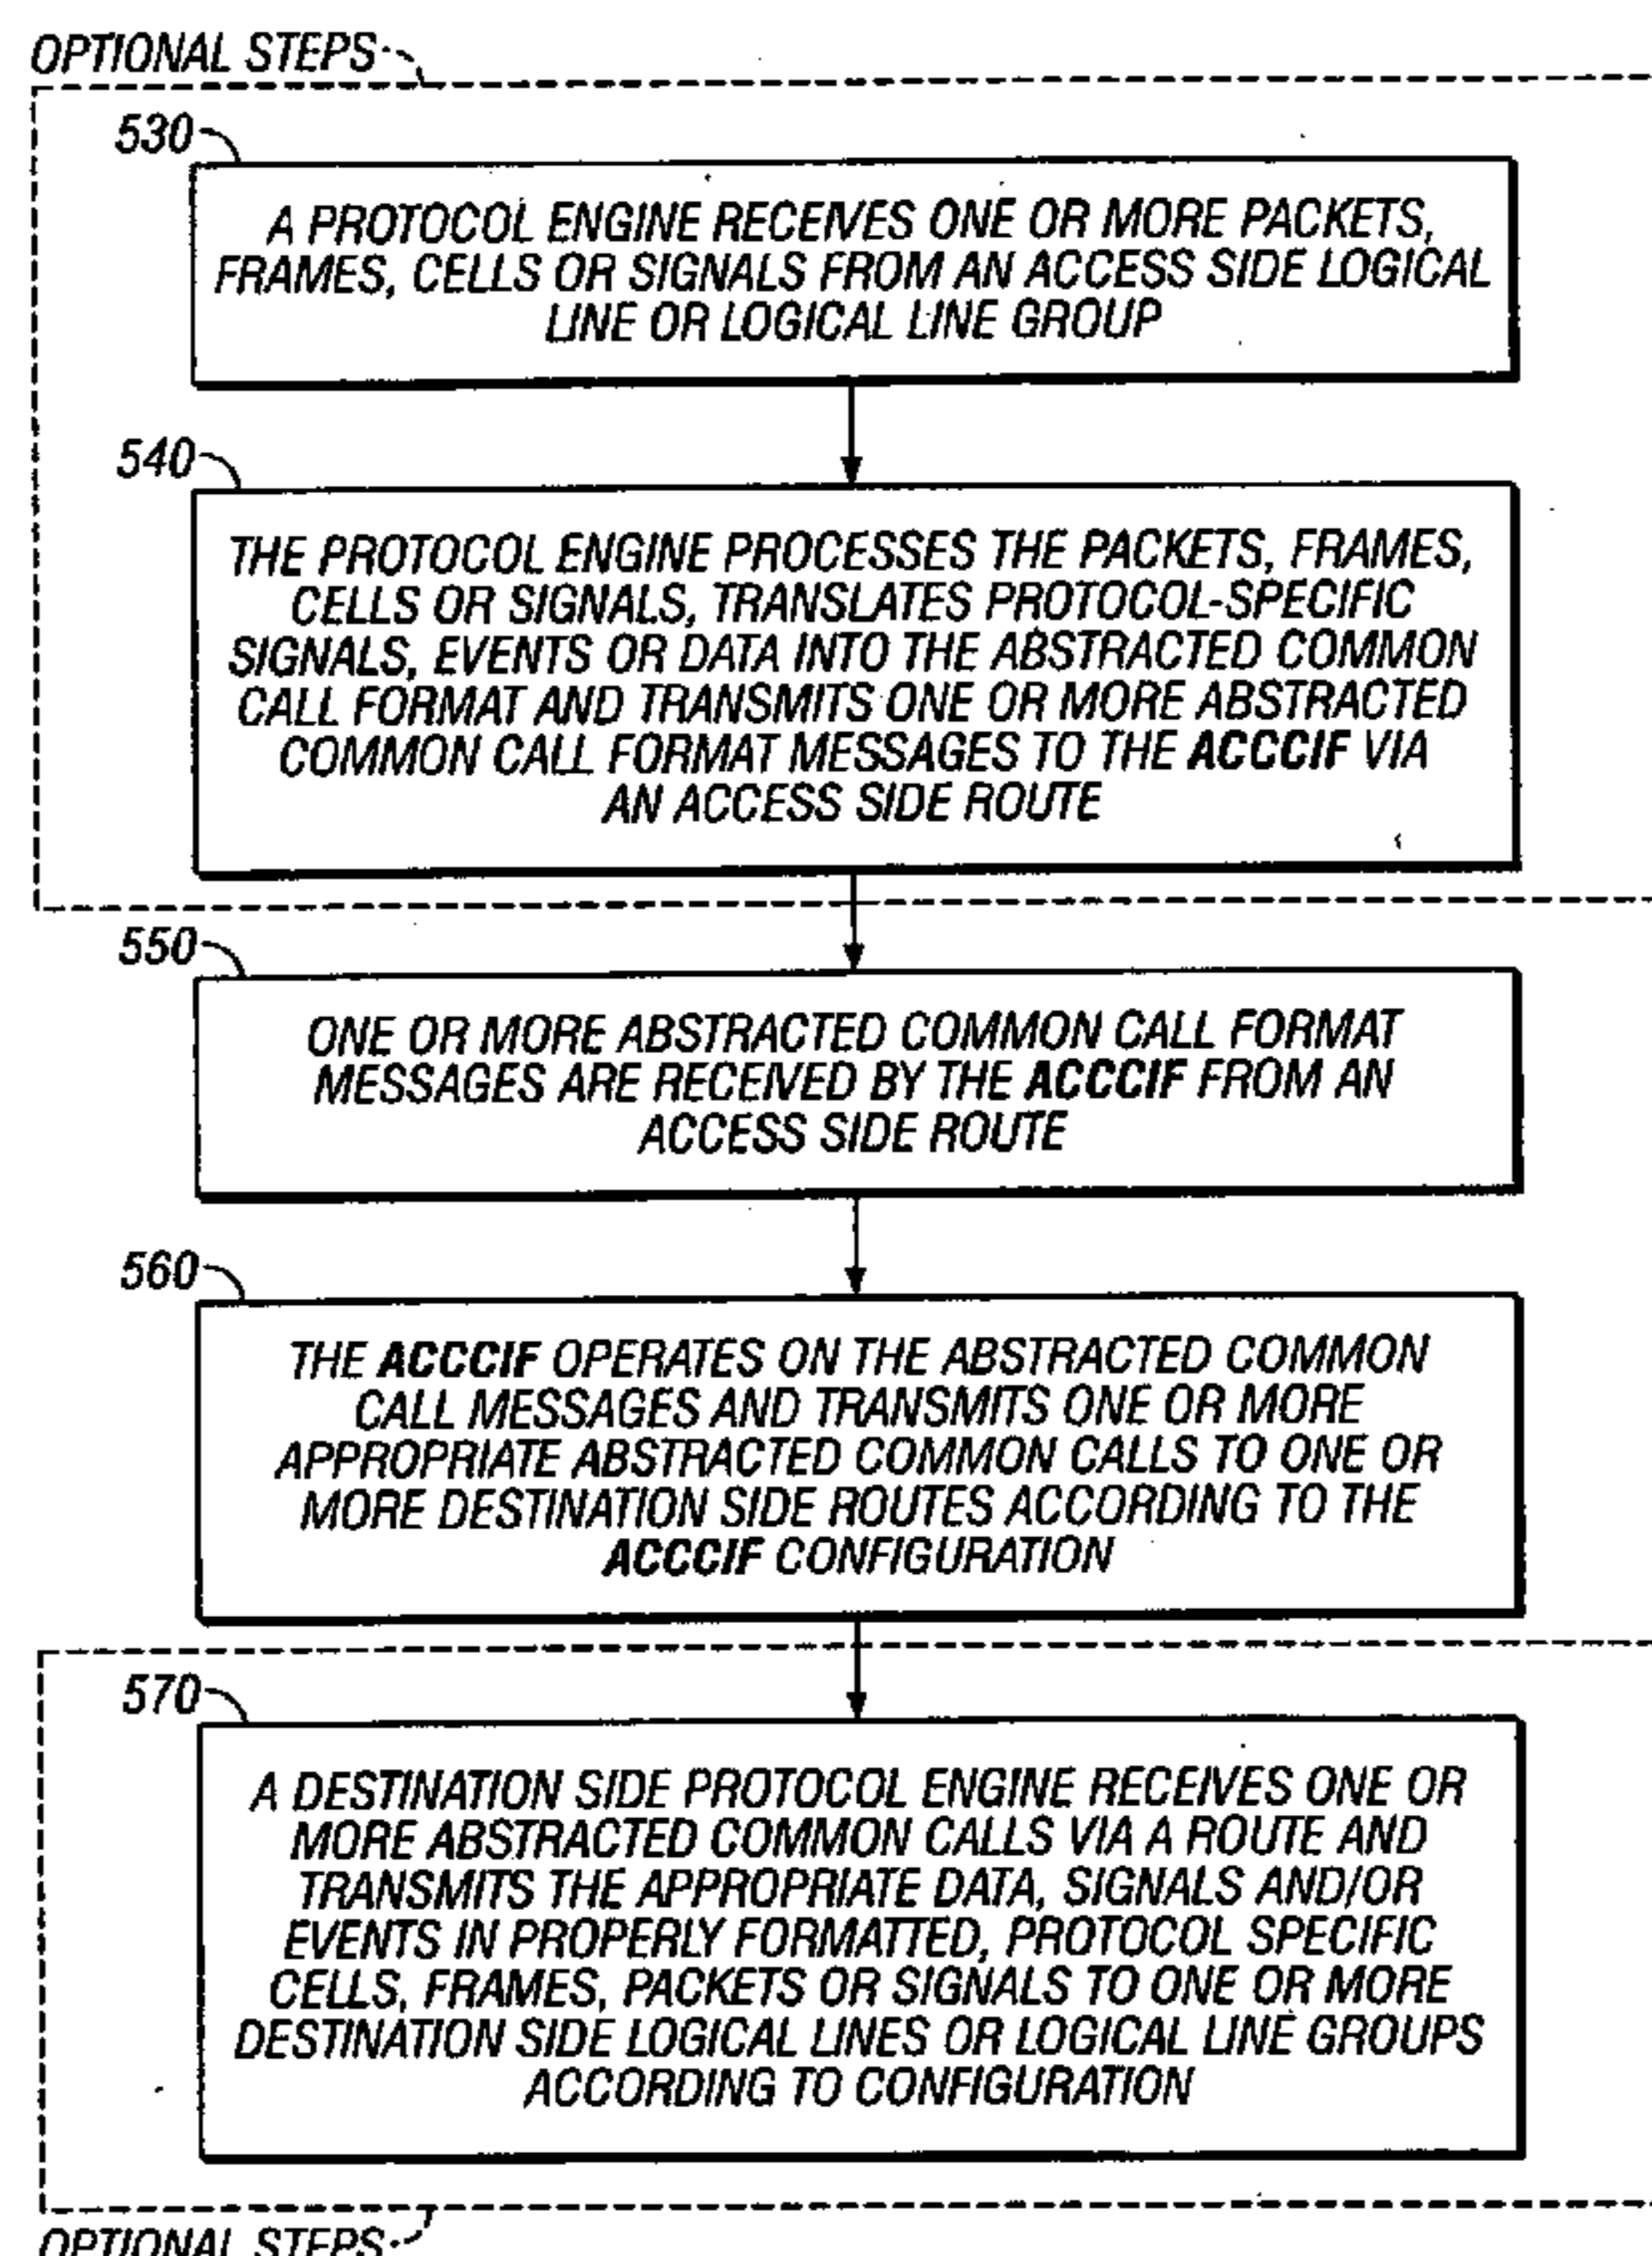 OPTIONAL STEPS
530
A PROTOCOL ENGINE RECEIVES ONE OR MORE PACKETS,
FRAMES, CELLS OR SIGNALS FROM AN ACCESS SIDE LOGICAL
LINE OR LOGICAL LINE GROUP
540
THE PROTOCOL ENGINE PROCESSES THE PACKETS, FRAMES,
CELLS OR SIGNALS, TRANSLATES PROTOCOL-SPECIFIC
SIGNALS, EVENTS OR DATA INTO THE ABSTRACTED COMMON
CALL FORMAT AND TRANSMITS ONE OR MORE ABSTRACTED
COMMON CALL FORMAT MESSAGES TO THE ACCCIF VIA
AN ACCESS SIDE ROUTE
550
ONE OR MORE ABSTRACTED COMMON CALL FORMAT
MESSAGES ARE RECEIVED BY THE ACCCIF FROM AN
ACCESS SIDE ROUTE
560
THE ACCCIF OPERATES ON THE ABSTRACTED COMMON
CALL MESSAGES AND TRANSMITS ONE OR MORE
APPROPRIATE ABSTRACTED COMMON CALLS TO ONE OR
MORE DESTINATION SIDE ROUTES ACCORDING TO THE
ACCCIF CONFIGURATION
570
A DESTINATION SIDE PROTOCOL ENGINE RECEIVES ONE OR
MORE ABSTRACTED COMMON CALLS VIA A ROUTE AND
TRANSMITS THE APPROPRIATE DATA, SIGNALS AND/OR
EVENTS IN PROPERLY FORMATTED, PROTOCOL SPECIFIC
CELLS, FRAMES, PACKETS OR SIGNALS TO ONE OR MORE
DESTINATION SIDE LOGICAL LINES OR LOGICAL LINE GROUPS
ACCORDING TO CONFIGURATION
OPTIONAL STEPS